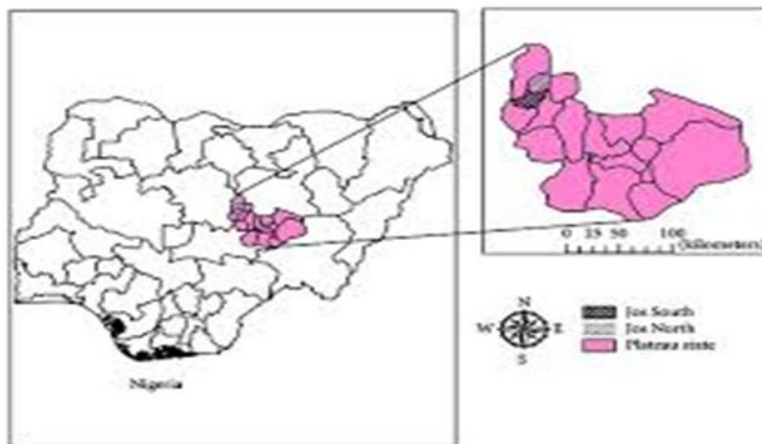 Nigeria
0 25 50 100
(kilometers)
N
W E
S
Jos South
Jos North
Plateau state